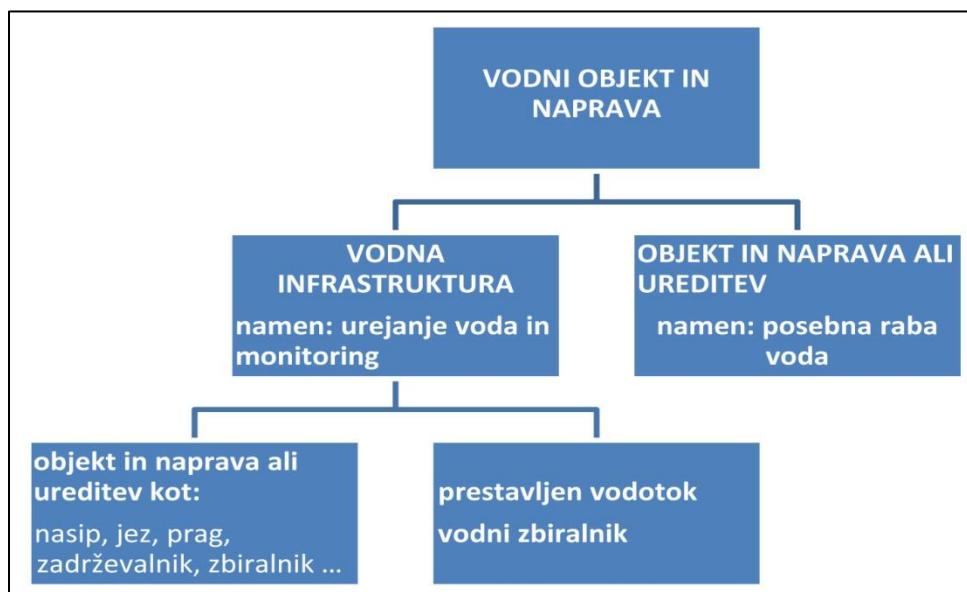 VODNI OBJEKT IN
NAPRAVA
VODNA
INFRASTRUKTURA
namen: urejanje voda in
monitoring
OBJEKT IN NAPRAVA ALI
UREDITEV
namen: posebna raba
voda
objekt in naprava ali
ureditev kot:
nasip, jez, prag,
zadrževalnik, zbiralnik ...
prestavljen vodotok
vodni zbiralnik